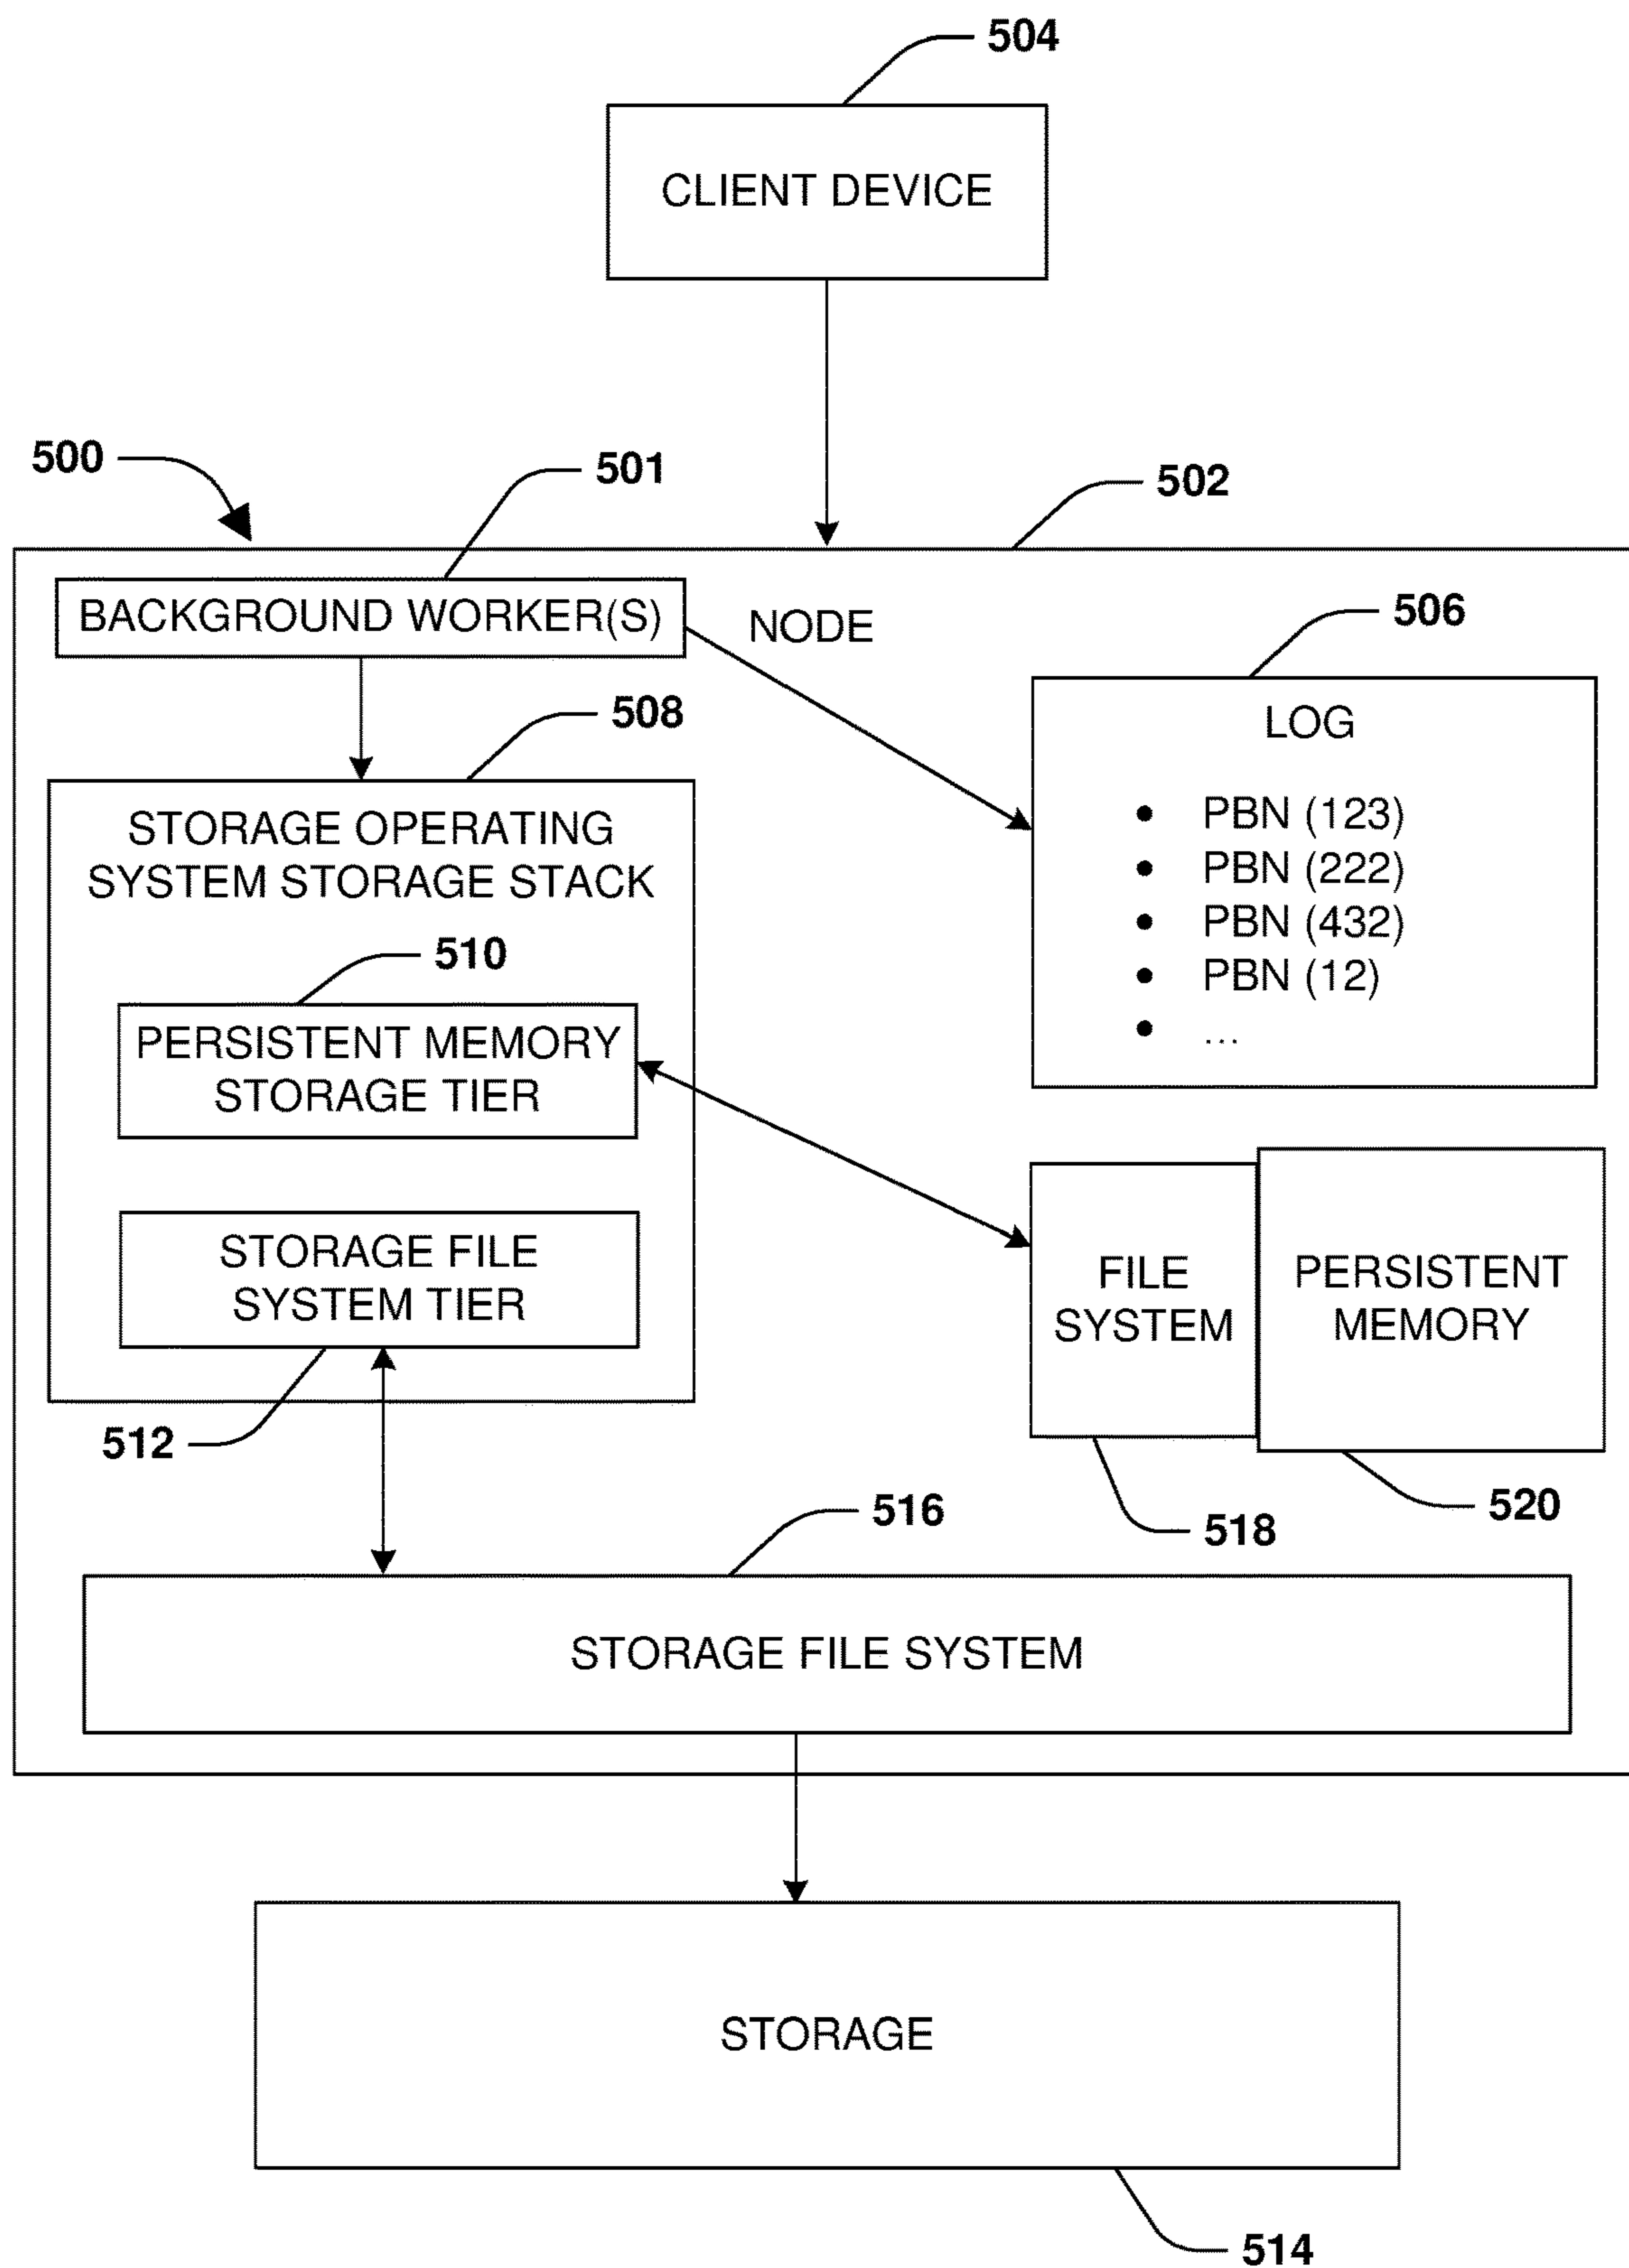 504
CLIENT DEVICE
500
501
502
BACKGROUND WORKER(S)
NODE
506
508
LOG
STORAGE OPERATING
SYSTEM STORAGE STACK
• PBN (123)
• PBN (222)
• PBN (432)
• PBN (12)
• ...
510
PERSISTENT MEMORY
STORAGE TIER
STORAGE FILE
SYSTEM TIER
FILE
SYSTEM
PERSISTENT
MEMORY
512
516
518
520
STORAGE FILE SYSTEM
STORAGE
514